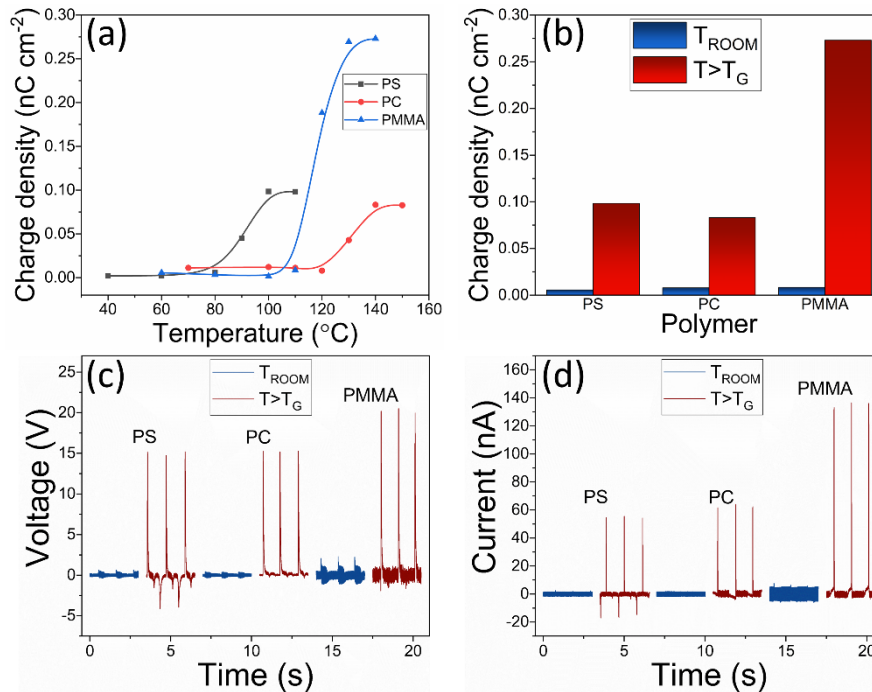 (a)
Charge density (nC cm-2)
0.30
0.25
0.20
0.15
0.10
0.05
0.00
PS
PC
PMMA
40 60 80 100 120 140 160
Temperature (°C)
(b)
Charge density (nC cm-2)
0.30
0.25
0.20
0.15
0.10
0.05
0.00
TROOM
T>TG
PS PC PMMA
Polymer
(c)
Voltage (V)
25
20
15
10
5
0
-5
TROOM
T>TG
PMMA
PS PC
0 5 10 15 20
Time (s)
(d)
Current (nA)
160
140
120
100
80
60
40
20
0
-20
TROOM
T>TG
PMMA
PS PC
0 5 10 15 20
Time (s)